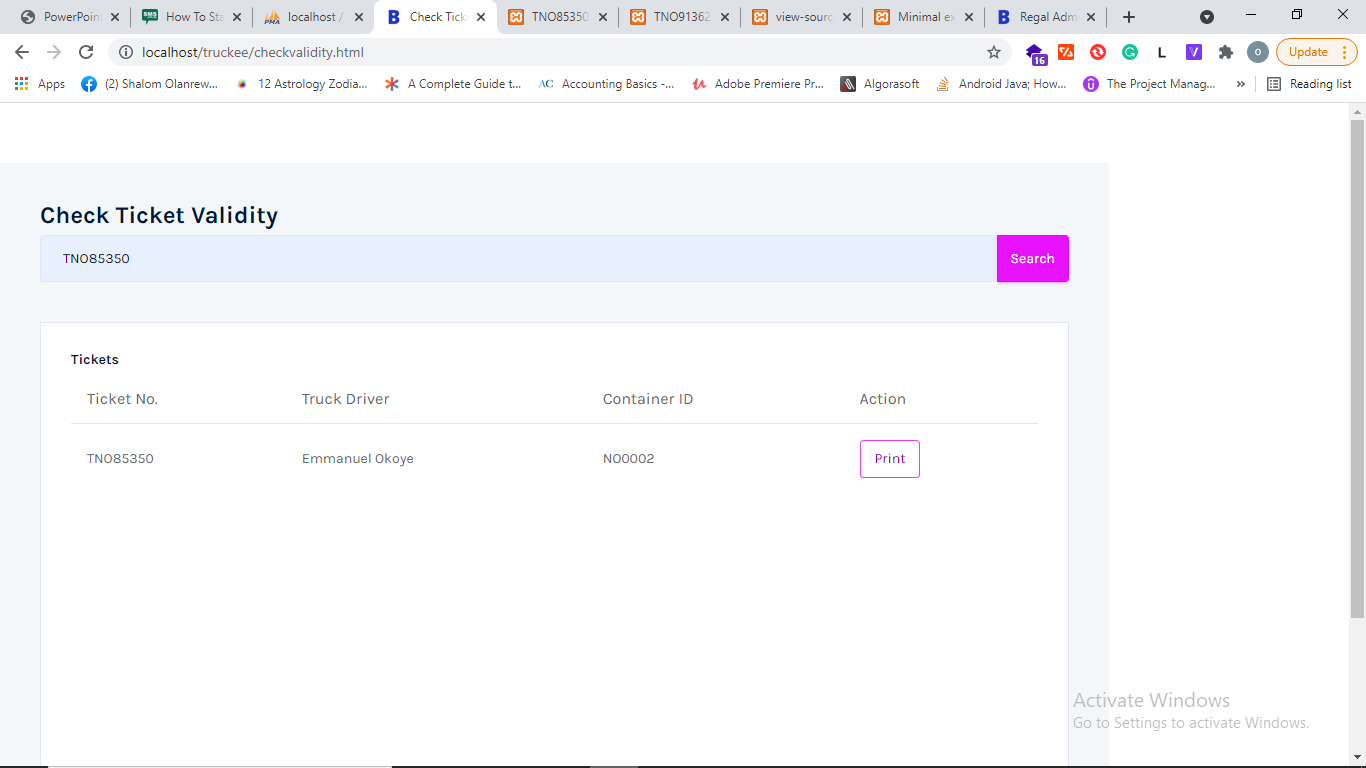 PowerPoin
How To Sta
localhost /
Check Tick
TNO85350
TNO91362
view-sourc
Minimal ex
Regal Adm
localhost/truckee/checkvalidity.html
16
L
O
Update
Apps
(2) Shalom Olanrew...
12 Astrology Zodia...
A Complete Guide t...
AC Accounting Basics -...
Adobe Premiere Pr...
Algorasoft
Android Java; How...
The Project Manag...
»
Reading list
Check Ticket Validity
TNO85350
Search
Tickets
Ticket No. Truck Driver Container ID Action
TNO85350 Emmanuel Okoye NO0002 Print
Activate Windows
Go to Settings to activate Windows.